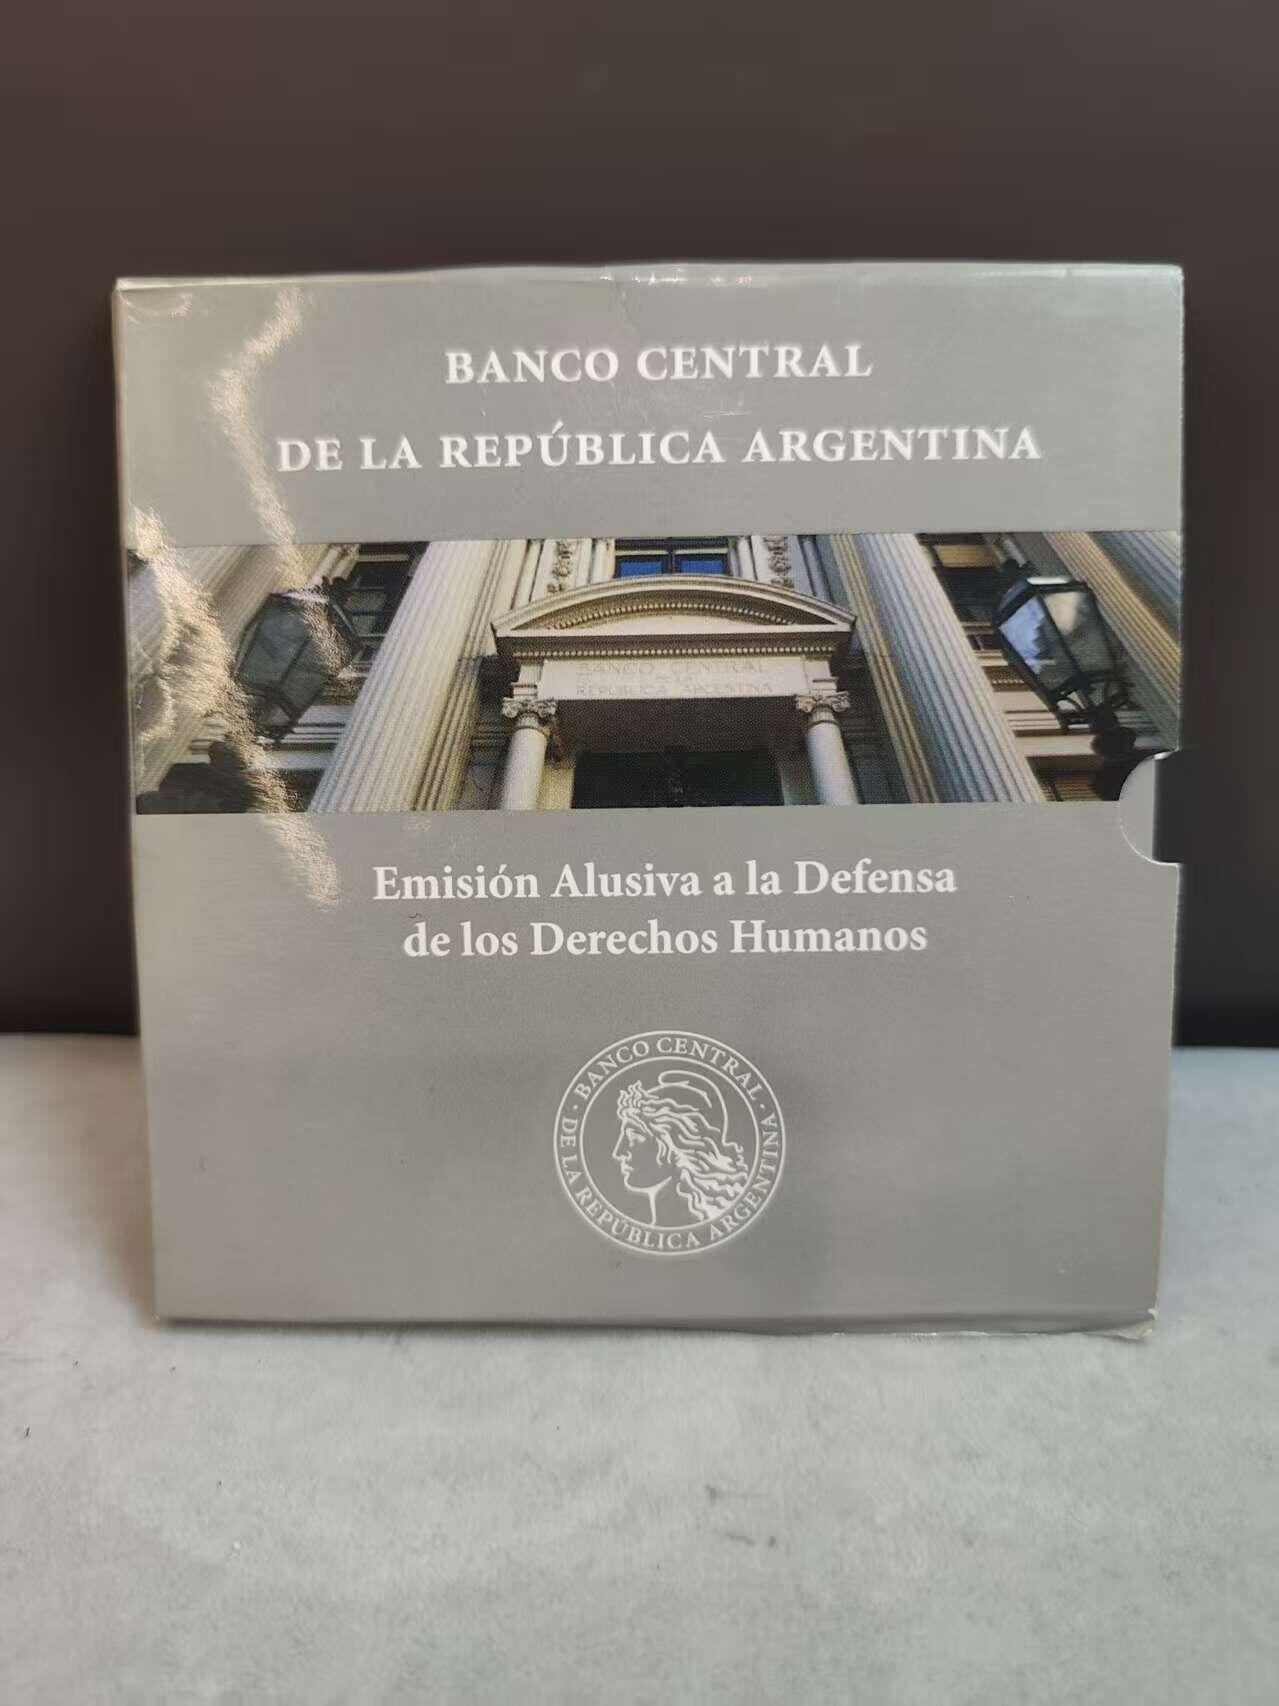 BANCO CENTRAL
DE LA REPÚBLICA ARGENTINA
BANCO CENTRAL
REPUBLICA ARGENTINA
Emisión Alusiva a la Defensa
de los Derechos Humanos
· BANCO CENTRAL ·
DE LA REPÚBLICA ARGENTINA